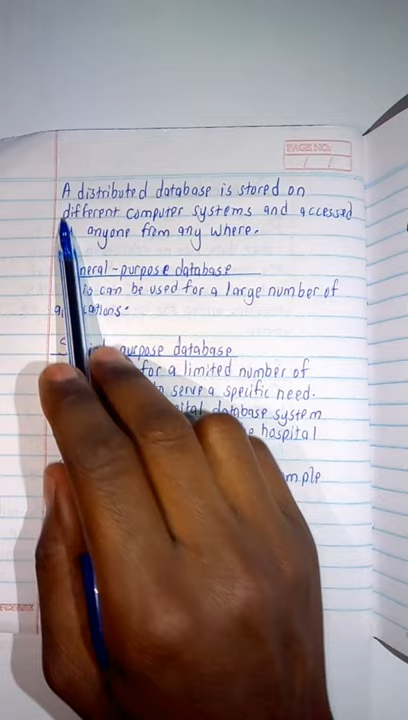 PAGE NO:
A distributed database is stored on
different computer systems and accessed
anyone from any where.
neral-purpose database
is can be used for a large number of
cations.
purpose database
for a limited number of
to serve a specific need.
database system
hospital